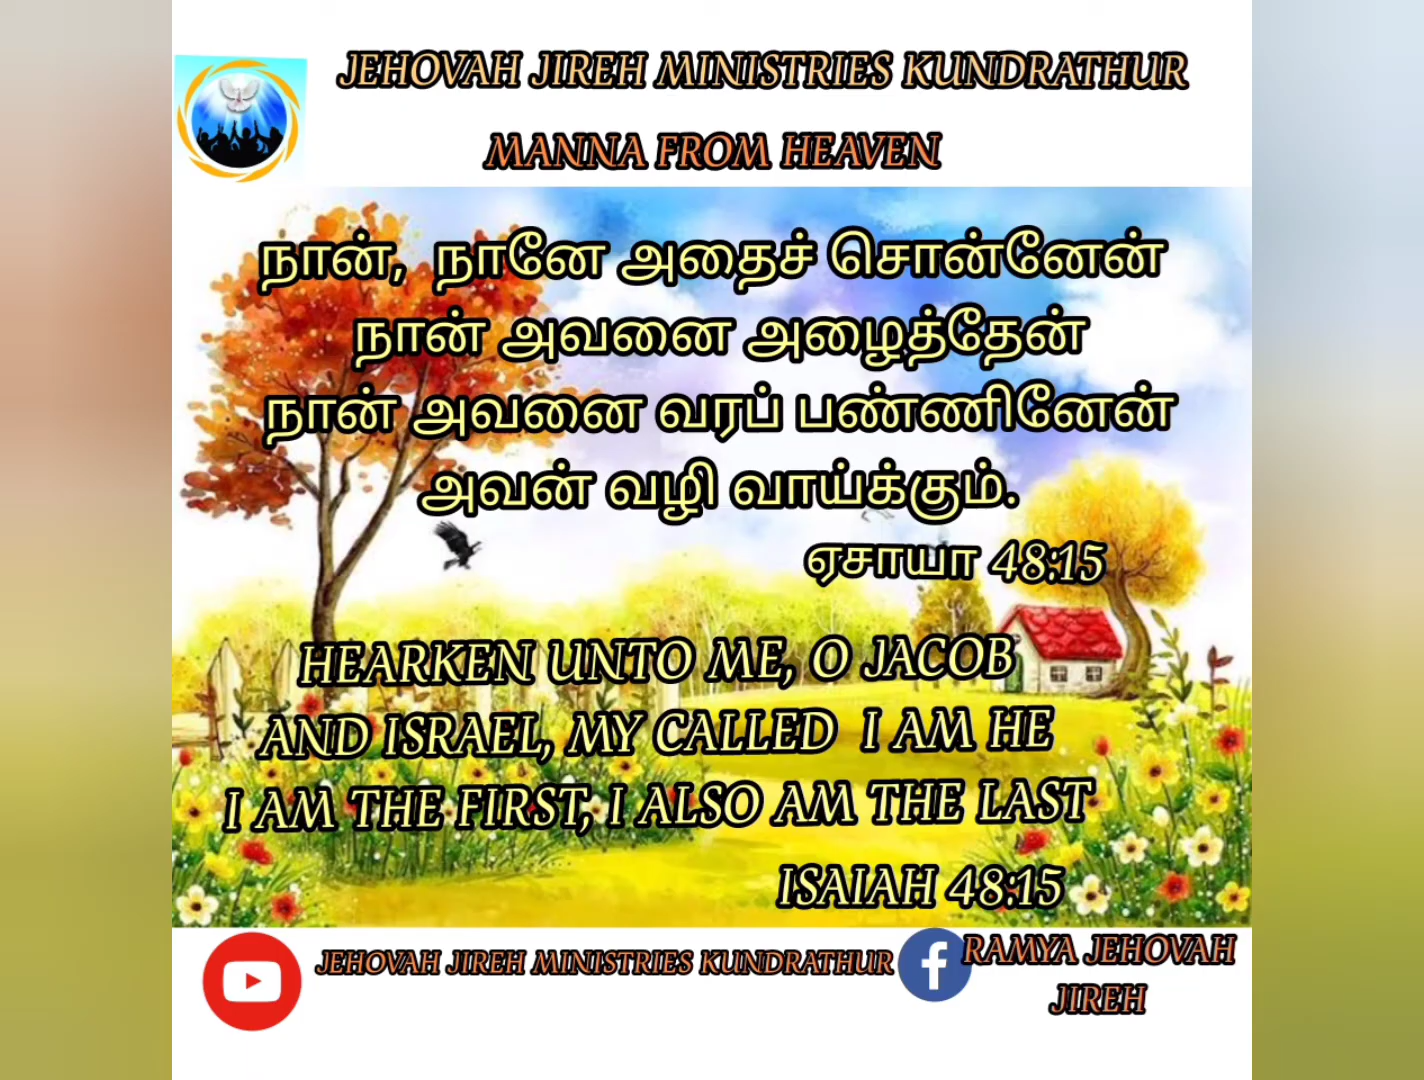 JEHOVAH JIREH MINISTRIES KUNDRATHUR
MANNA FROM HEAVEN
நான், நானே அதைச் சொன்னேன்
நான் அவனை அழைத்தேன்
நான் அவனை வரப் பண்ணினேன்
அவன் வழி வாய்க்கும்.
ஏசாயா 48:15
HEARKEN UNTO ME, O JACOB
AND ISRAEL, MY CALLED I AM HE
I AM THE FIRST, I ALSO AM THE LAST
ISAIAH 48:15
JEHOVAH JIREH MINISTRIES KUNDRATHUR
RAMYA JEHOVAH
JIREH